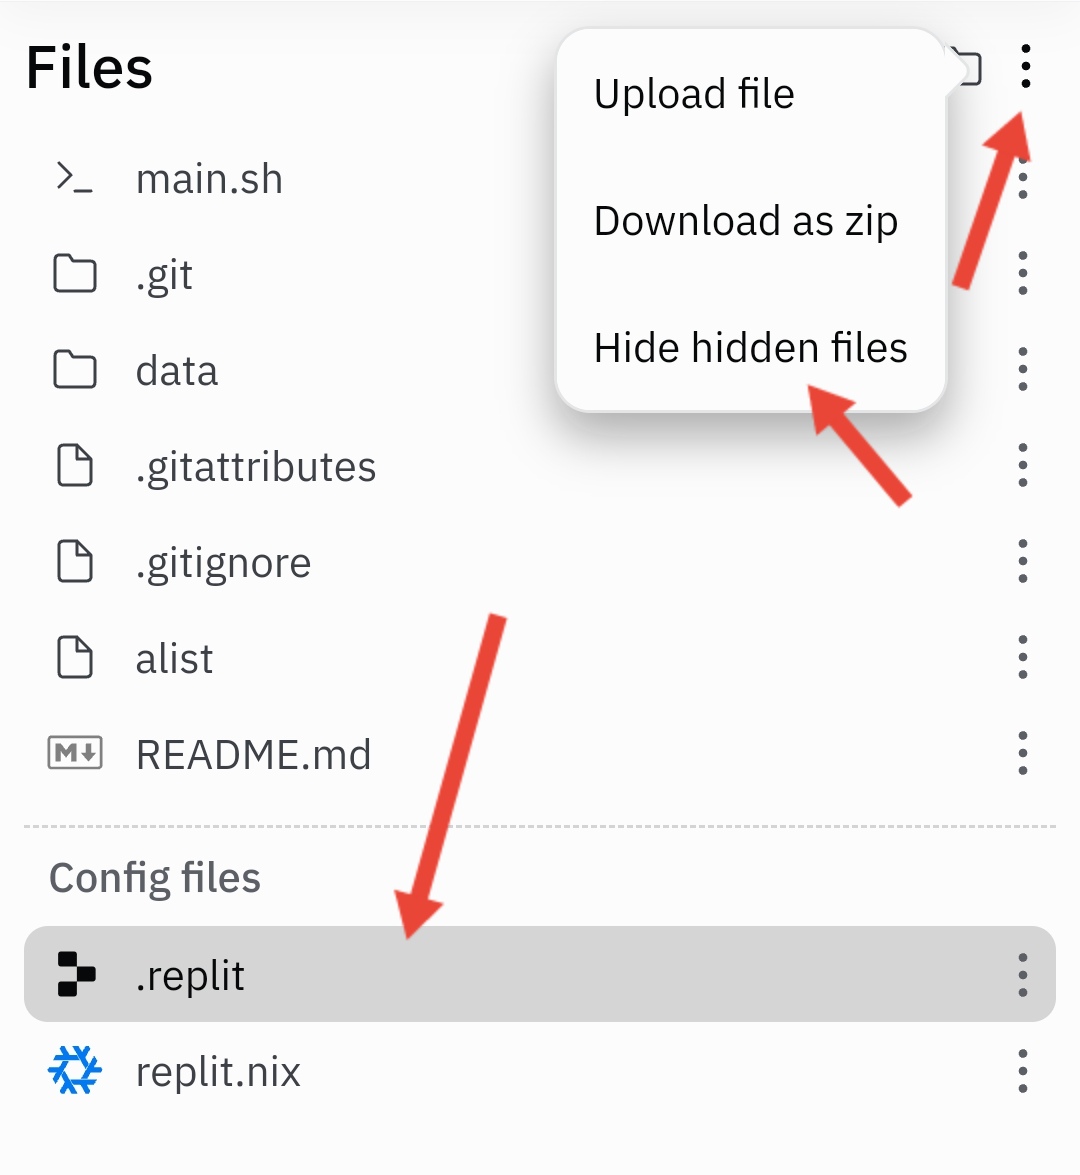 Files
Upload file
Download as zip
Hide hidden files
main.sh
.git
data
.gitattributes
.gitignore
alist
M↓ README.md
Config files
.replit
replit.nix